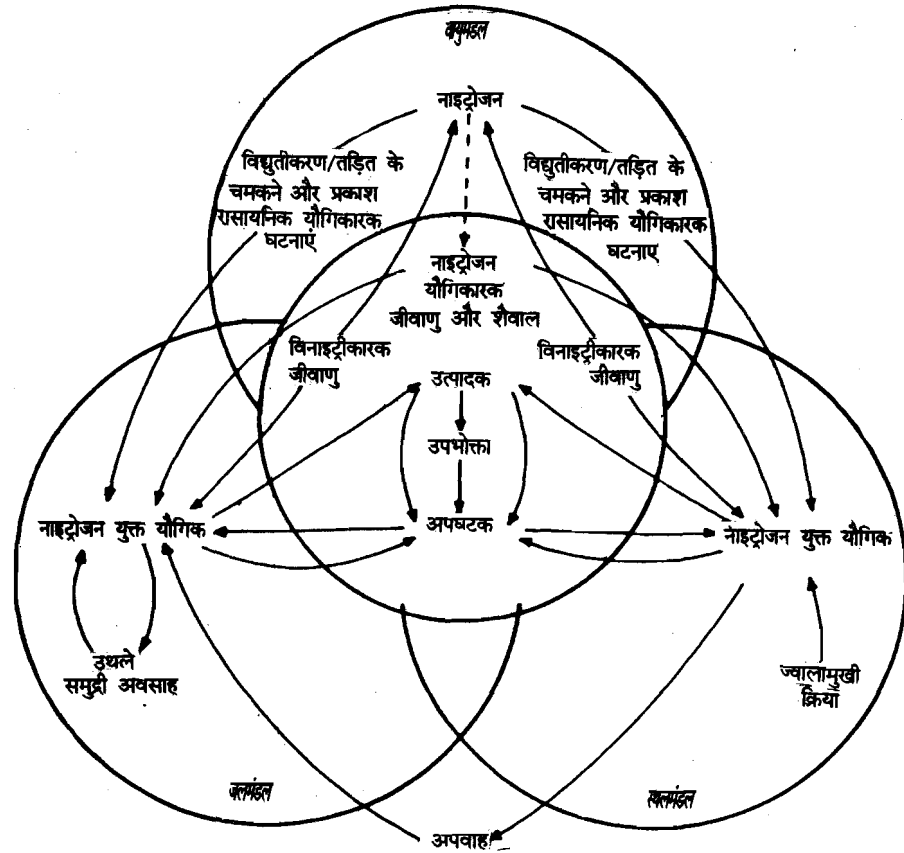 वायुमंडल
नाइट्रोजन
विद्युतीकरण/तड़ित के
चमकने और प्रकाश
रासायनिक यौगिकारक
घटनाएं
विद्युतीकरण/तड़ित के
चमकने और प्रकाश
रासायनिक यौगिकारक
घटनाए
नाइट्रोजन
यौगिकारक
जीवाणु और शैवाल
विनाइट्रीकारक
जीवाणु
विनाइट्रीकारक
जीवाणु
उत्पादक
उपभोक्ता
अपघटक
नाइट्रोजन युक्त यौगिक
नाइट्रोजन युक्त यौगिक
उथले
समुद्री अवसाह
ज्वालामुखी
क्रिया
जलमंडल
स्थलमंडल
अपवाह